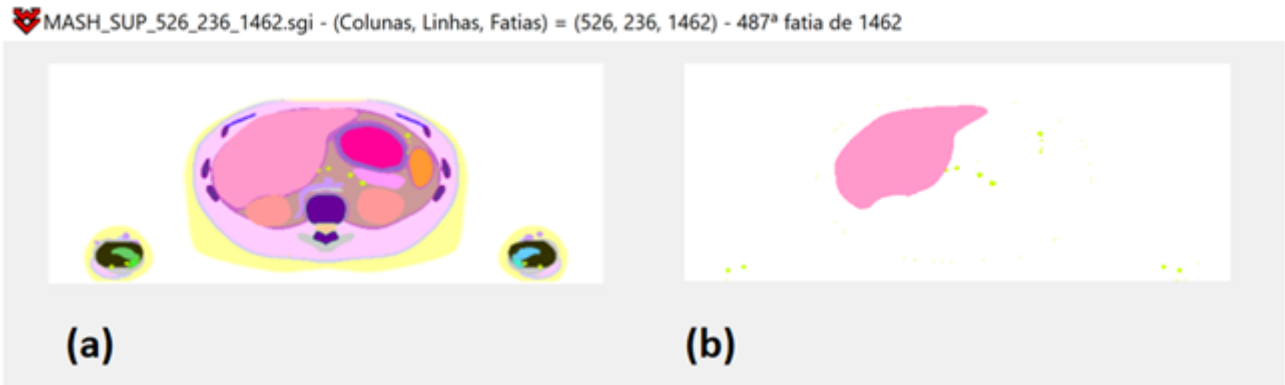 MASH_SUP_526_236_1462.sgi - (Colunas, Linhas, Fatias) = (526, 236, 1462) - 487ª fatia de 1462
(a) (b)